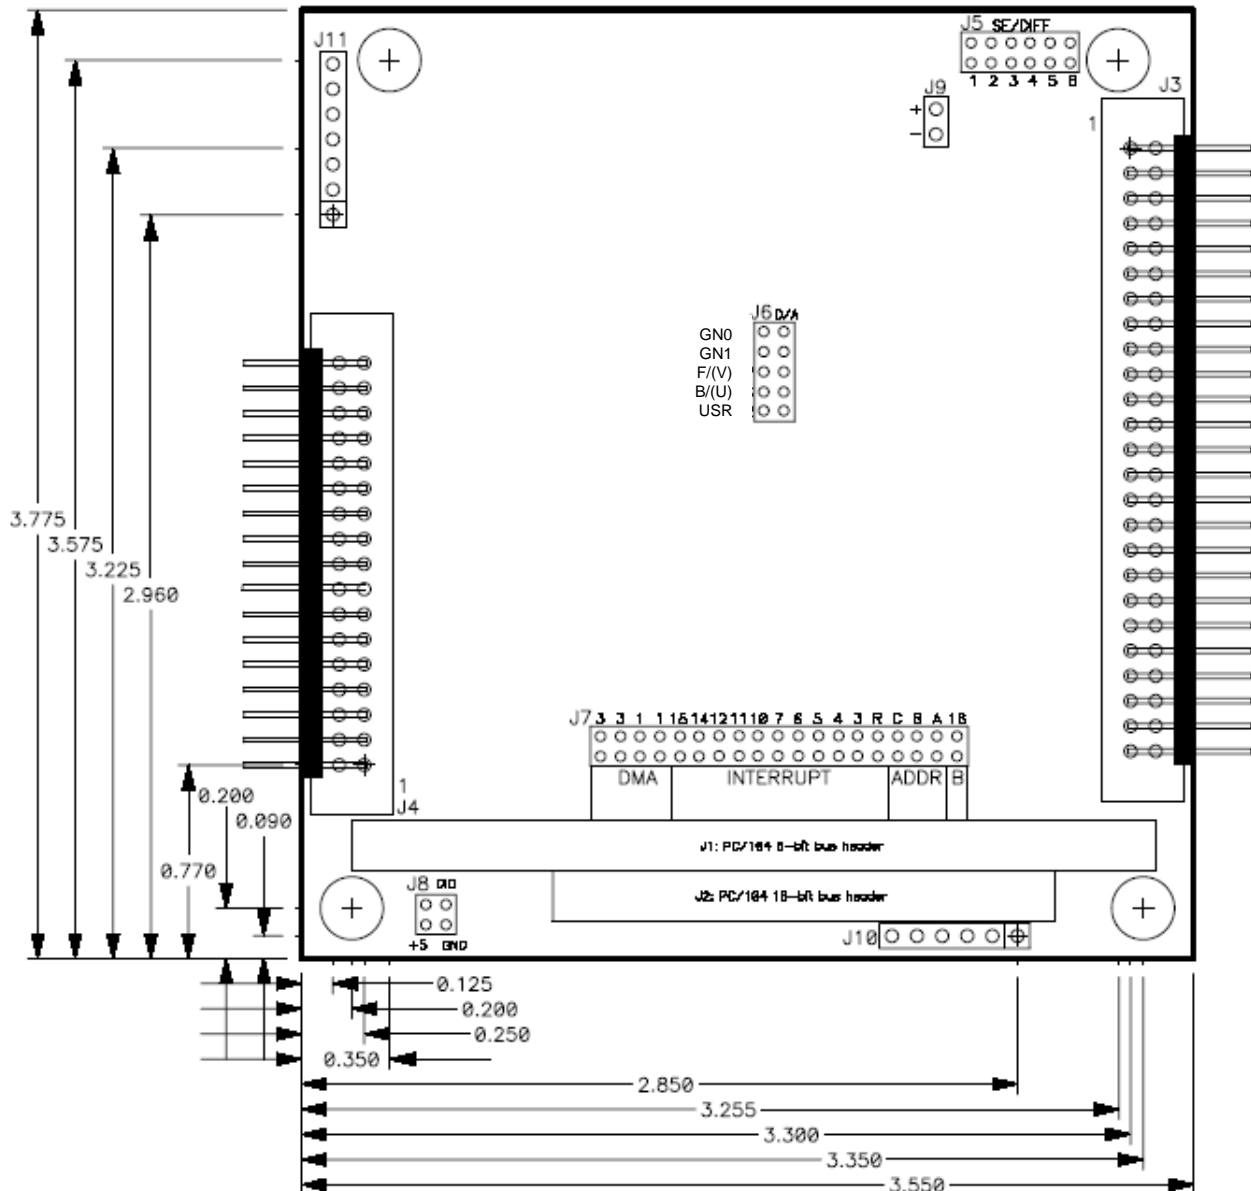 J11
J5 SE/DIFF
1 2 3 4 5 6
J9
+
-
J3
1
J6 D/A
GN0
GN1
F/(V)
B/(U)
USR
3.775
3.575
3.225
2.960
J7 3 3 1 1 15 14 12 11 10 7 6 5 4 3 R C B A 16
DMA INTERRUPT ADDR B
1
J4
0.200
0.090
0.770
J1: PC/104 8-bit bus header
J2: PC/104 16-bit bus header
J8 DIO
+5 GND
J10
0.125
0.200
0.250
0.350
2.850
3.255
3.300
3.350
3.550